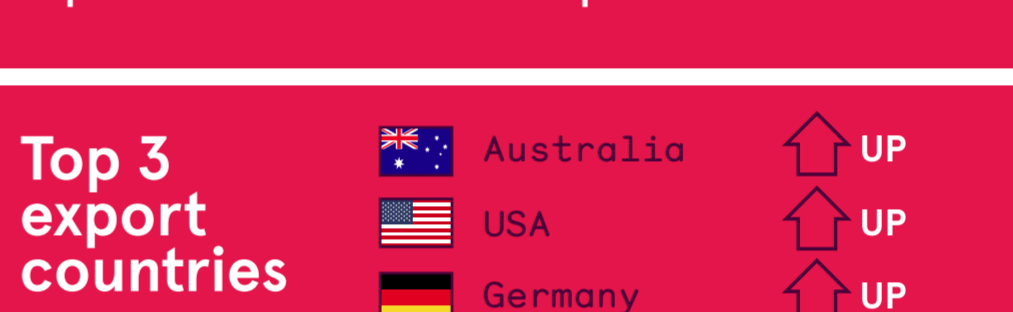 Top 3
export
countries
Australia UP
USA UP
Germany UP